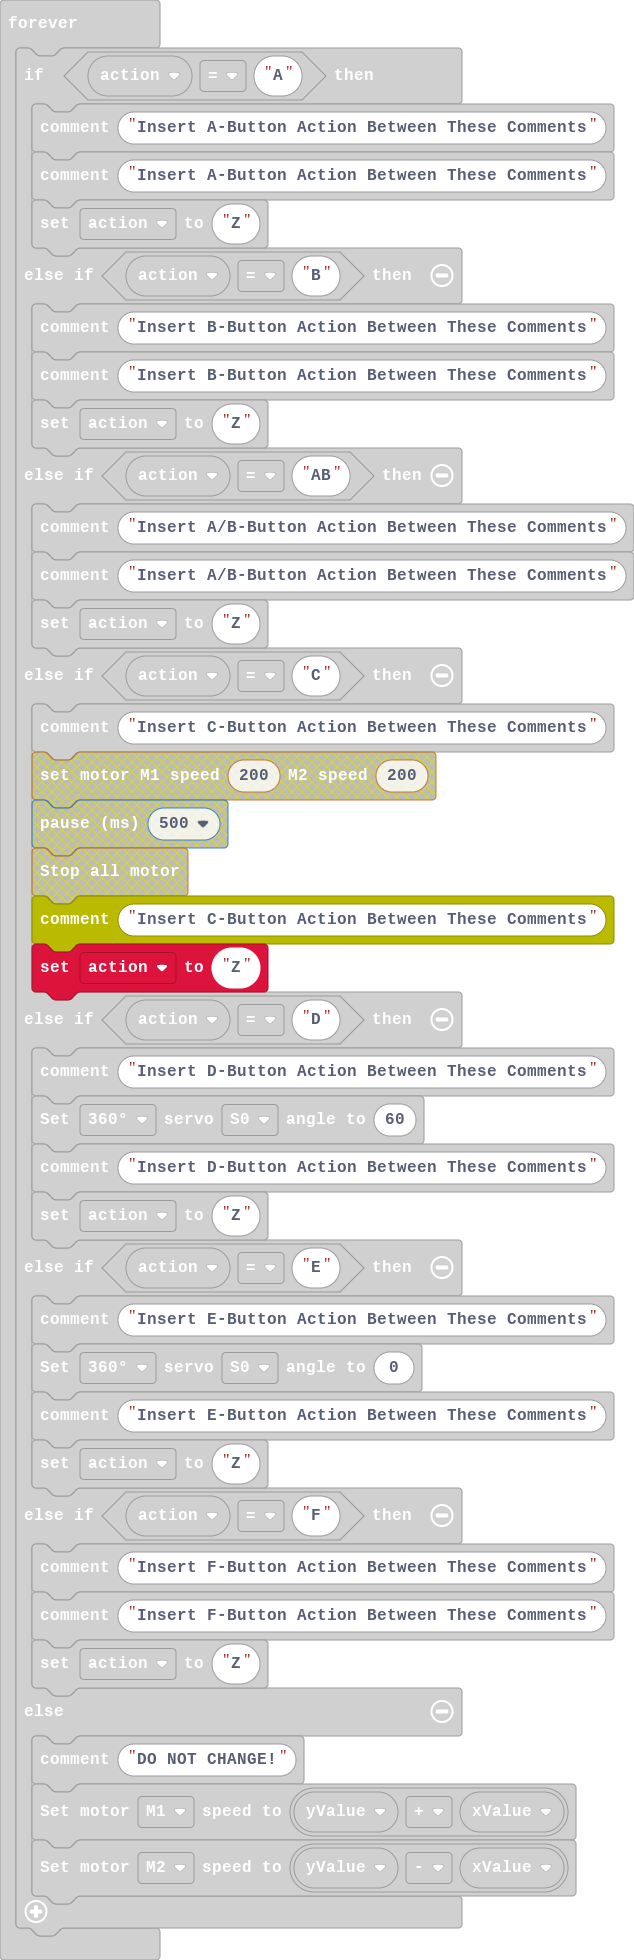 forever
if action = "A" then
comment "Insert A-Button Action Between These Comments"
comment "Insert A-Button Action Between These Comments"
set action to "Z"
else if action = "B" then
comment "Insert B-Button Action Between These Comments"
comment "Insert B-Button Action Between These Comments"
set action to "Z"
else if action = "AB" then
comment "Insert A/B-Button Action Between These Comments"
comment "Insert A/B-Button Action Between These Comments"
set action to "Z"
else if action = "C" then
comment "Insert C-Button Action Between These Comments"
set motor M1 speed 200 M2 speed 200
pause (ms) 500
Stop all motor
comment "Insert C-Button Action Between These Comments"
set action to "Z"
else if action = "D" then
comment "Insert D-Button Action Between These Comments"
Set 360° servo S0 angle to 60
comment "Insert D-Button Action Between These Comments"
set action to "Z"
else if action = "E" then
comment "Insert E-Button Action Between These Comments"
Set 360° servo S0 angle to 0
comment "Insert E-Button Action Between These Comments"
set action to "Z"
else if action = "F" then
comment "Insert F-Button Action Between These Comments"
comment "Insert F-Button Action Between These Comments"
set action to "Z"
else
comment "DO NOT CHANGE!"
Set motor M1 speed to yValue + xValue
Set motor M2 speed to yValue - xValue